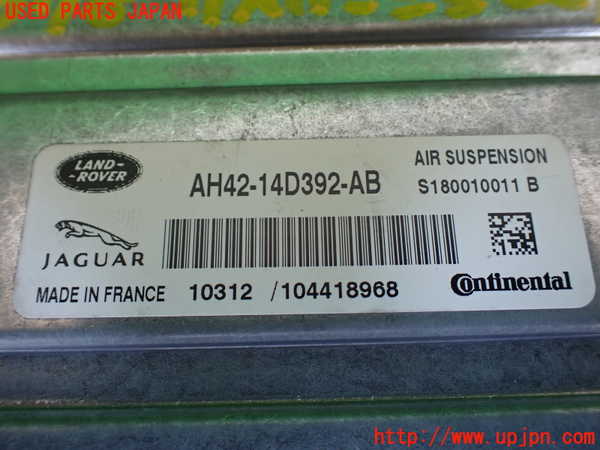 USED PARTS JAPAN
LAND-
-ROVER
AH42-14D392-AB
AIR SUSPENSION
S180010011 B
JAGUAR
MADE IN FRANCE
10312 / 104418968
Continental
http://www.upjpn.com/